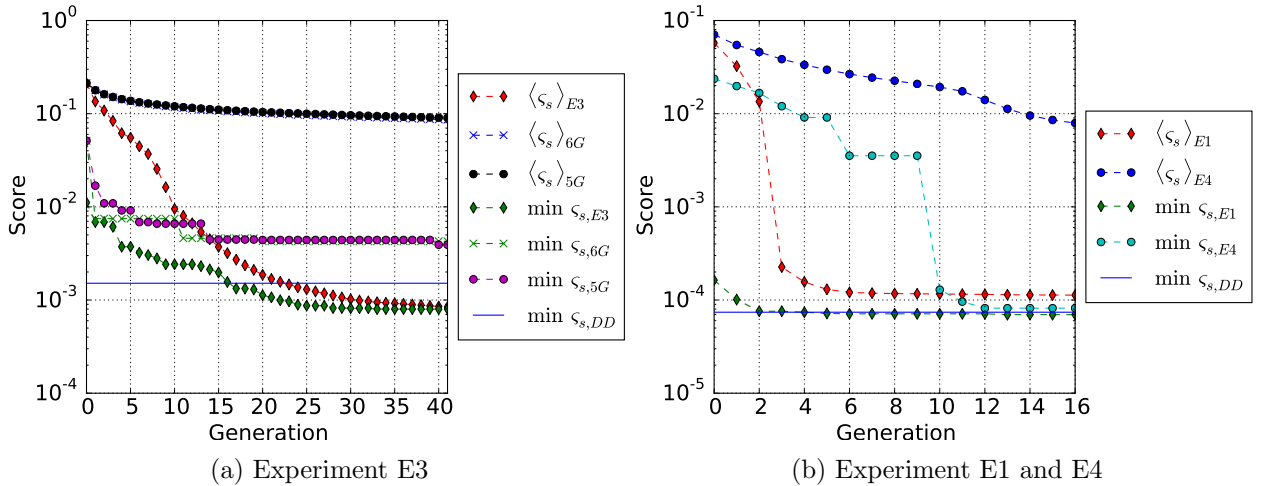 10^0
10^-1
10^-2
10^-3
10^-4
Score
0 5 10 15 20 25 30 35 40
Generation
⟨ς_s⟩_E3
⟨ς_s⟩_6G
⟨ς_s⟩_5G
min ς_s,E3
min ς_s,6G
min ς_s,5G
min ς_s,DD
(a) Experiment E3
10^-1
10^-2
10^-3
10^-4
10^-5
Score
0 2 4 6 8 10 12 14 16
Generation
⟨ς_s⟩_E1
⟨ς_s⟩_E4
min ς_s,E1
min ς_s,E4
min ς_s,DD
(b) Experiment E1 and E4